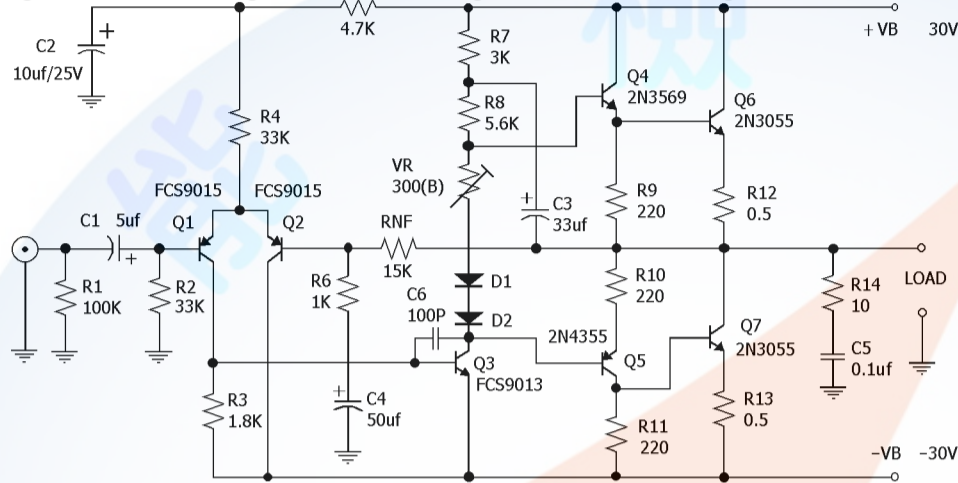 4.7K
+VB 30V
C2
10uf/25V
R7
3K
Q4
2N3569
R8
5.6K
Q6
2N3055
R4
33K
VR
300(B)
FCS9015 FCS9015
C3
33uf
R9
220
R12
0.5
C1 5uf
Q1
Q2
RNF
15K
R1
100K
R2
33K
R6
1K
D1
R10
220
R14
10
LOAD
C6
100P
D2
2N4355
Q7
2N3055
Q3
FCS9013
Q5
C5
0.1uf
R3
1.8K
C4
50uf
R11
220
R13
0.5
-VB -30V